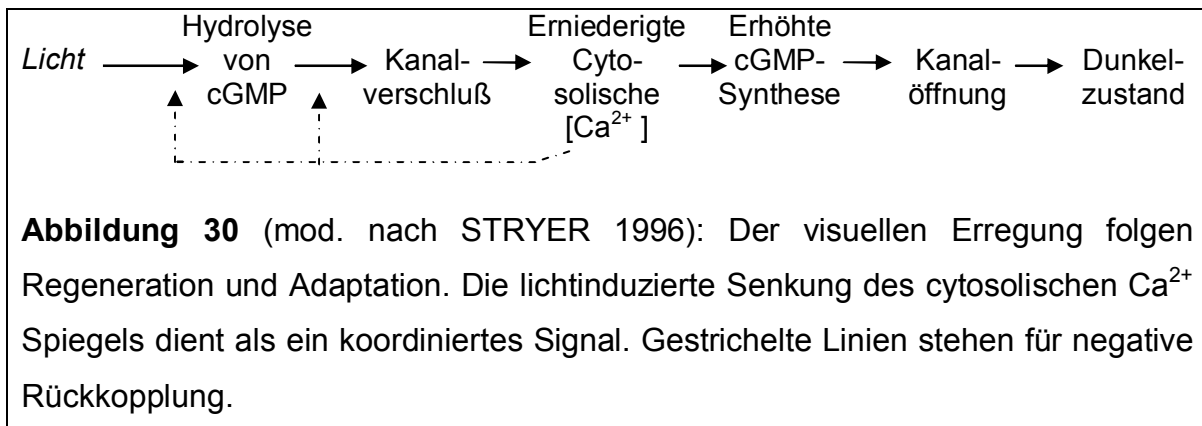 Licht
Hydrolyse
von
cGMP
Kanal-
verschluß
Erniederigte
Cyto-
solische
[Ca²⁺ ]
Erhöhte
cGMP-
Synthese
Kanal-
öffnung
Dunkel-
zustand
Abbildung 30 (mod. nach STRYER 1996): Der visuellen Erregung folgen
Regeneration und Adaptation. Die lichtinduzierte Senkung des cytosolischen Ca²⁺
Spiegels dient als ein koordiniertes Signal. Gestrichelte Linien stehen für negative
Rückkopplung.